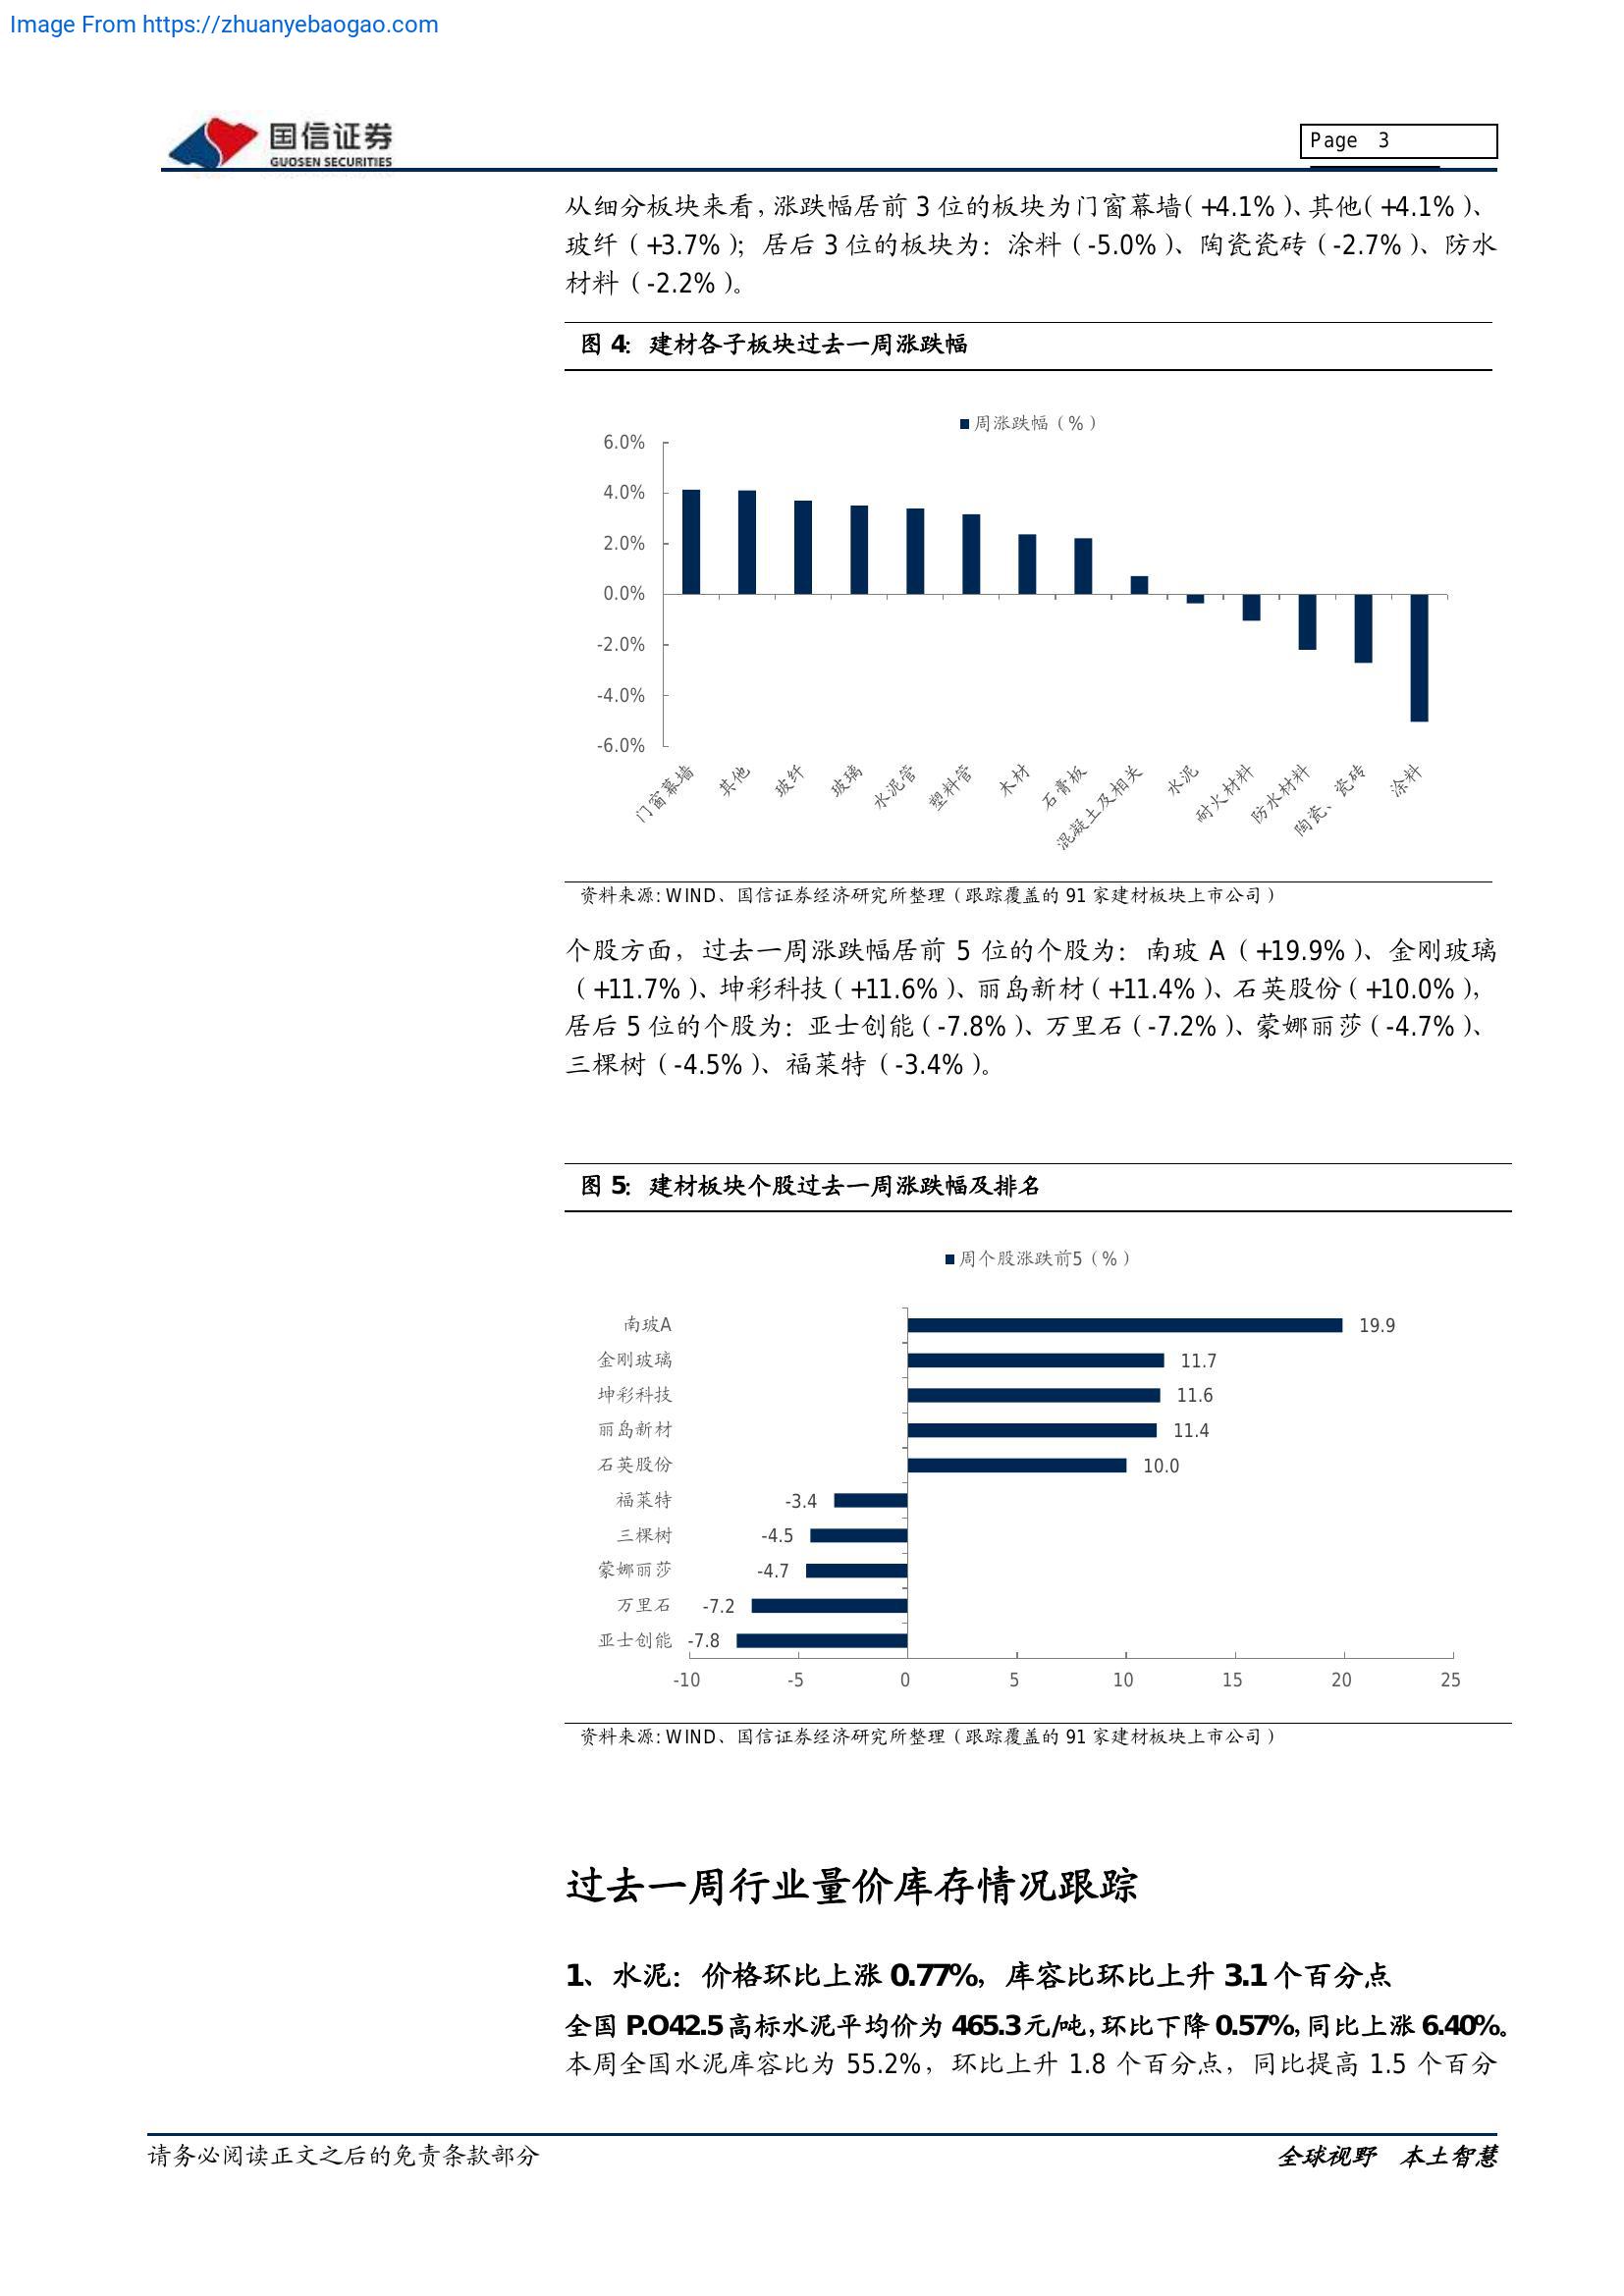 Image From https://zhuanyebaogao.com
国信证券
GUOSEN SECURITIES
Page 3
从细分板块来看，涨跌幅居前 3 位的板块为门窗幕墙（+4.1%）、其他（+4.1%）、
玻纤（+3.7%）；居后 3 位的板块为：涂料（-5.0%）、陶瓷瓷砖（-2.7%）、防水
材料（-2.2%）。
图 4：建材各子板块过去一周涨跌幅
周涨跌幅（%）
6.0%
4.0%
2.0%
0.0%
-2.0%
-4.0%
-6.0%
门窗幕墙
其他
玻纤
玻璃
水泥管
塑料管
木材
石膏板
混凝土及相关
水泥
耐火材料
防水材料
陶瓷、瓷砖
涂料
资料来源：WIND、国信证券经济研究所整理（跟踪覆盖的 91 家建材板块上市公司）
个股方面，过去一周涨跌幅居前 5 位的个股为：南玻 A（+19.9%）、金刚玻璃
（+11.7%）、坤彩科技（+11.6%）、丽岛新材（+11.4%）、石英股份（+10.0%），
居后 5 位的个股为：亚士创能（-7.8%）、万里石（-7.2%）、蒙娜丽莎（-4.7%）、
三棵树（-4.5%）、福莱特（-3.4%）。
图 5：建材板块个股过去一周涨跌幅及排名
周个股涨跌前5（%）
南玻A 19.9
金刚玻璃 11.7
坤彩科技 11.6
丽岛新材 11.4
石英股份 10.0
福莱特 -3.4
三棵树 -4.5
蒙娜丽莎 -4.7
万里石 -7.2
亚士创能 -7.8
-10 -5 0 5 10 15 20 25
资料来源：WIND、国信证券经济研究所整理（跟踪覆盖的 91 家建材板块上市公司）
过去一周行业量价库存情况跟踪
1、水泥：价格环比上涨 0.77%，库容比环比上升 3.1 个百分点
全国 P.O42.5 高标水泥平均价为 465.3 元/吨，环比下降 0.57%，同比上涨 6.40%。
本周全国水泥库容比为 55.2%，环比上升 1.8 个百分点，同比提高 1.5 个百分
请务必阅读正文之后的免责条款部分
全球视野 本土智慧